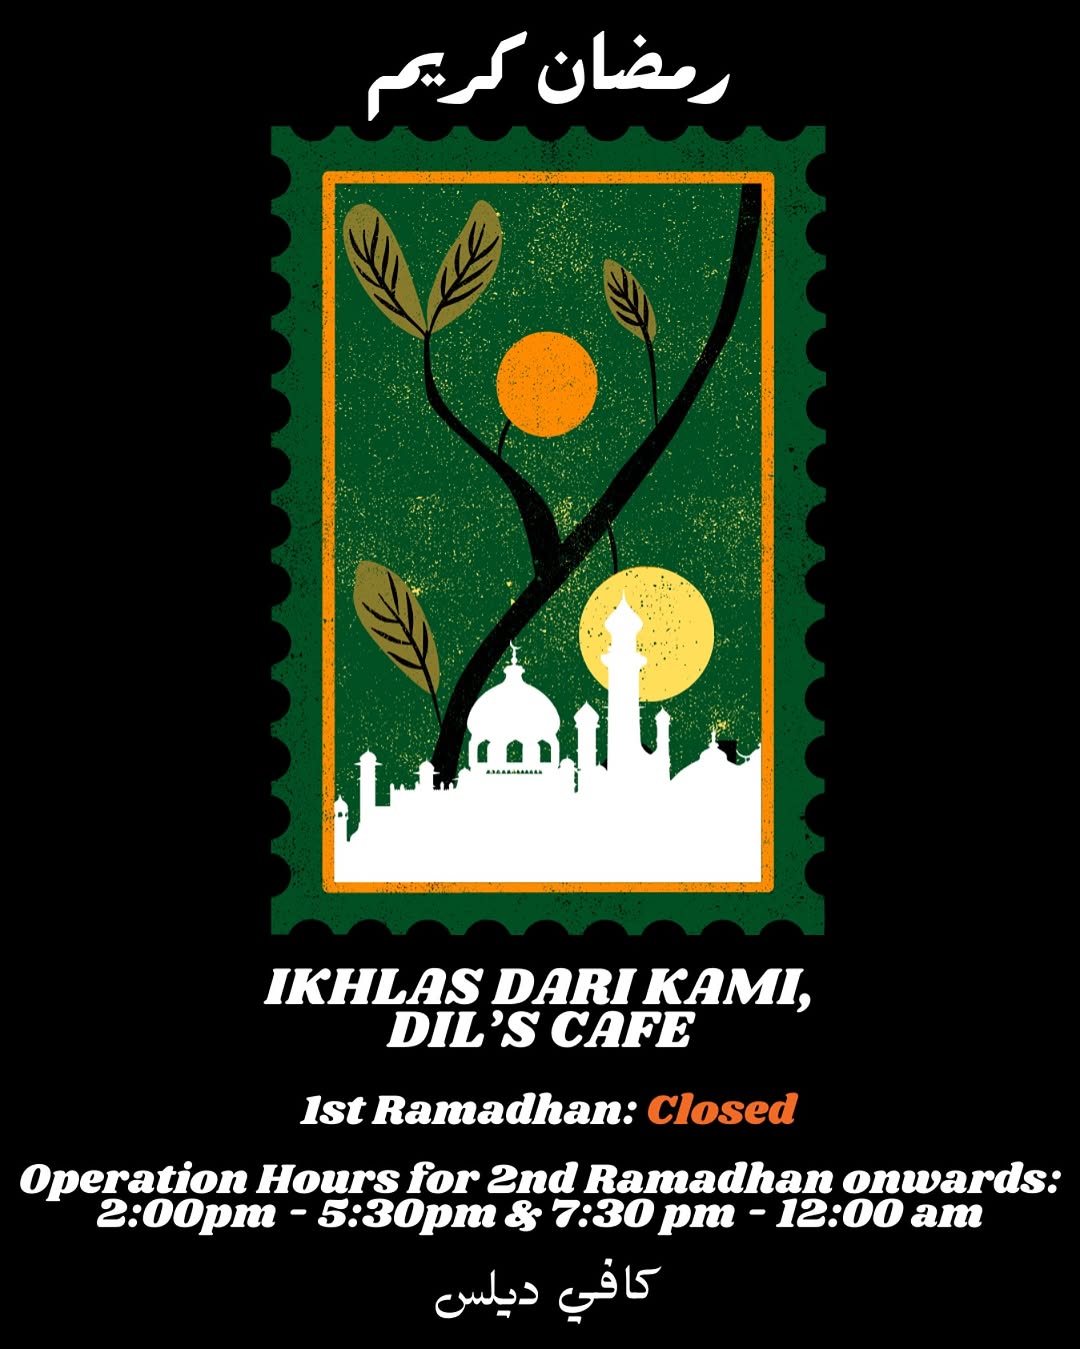 رمضان كريم
IKHLAS DARI KAMI,
DIL'S CAFE
1st Ramadhan: Closed
Operation Hours for 2nd Ramadhan onwards:
2:00pm - 5:30pm & 7:30 pm - 12:00 am
كافي ديلس